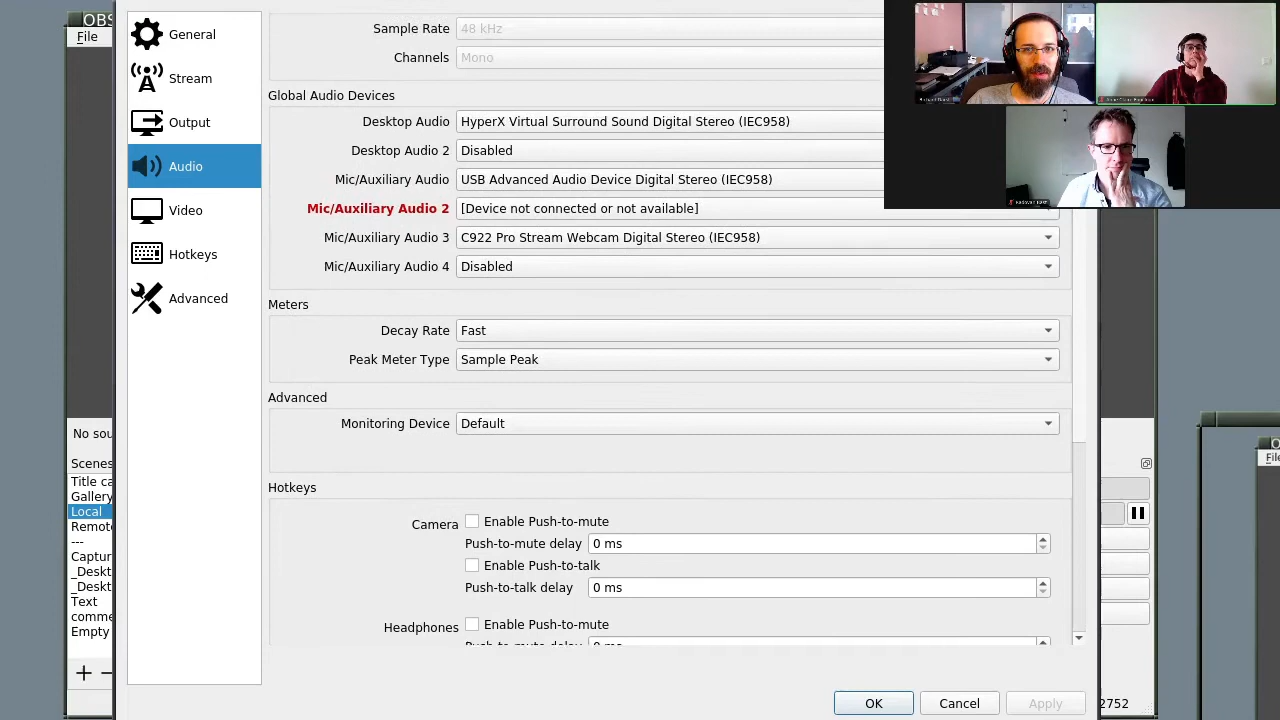 OBS
File
General
Stream
Output
Audio
Video
Hotkeys
Advanced
Sample Rate 48 kHz
Channels Mono
Global Audio Devices
Desktop Audio HyperX Virtual Surround Sound Digital Stereo (IEC958)
Desktop Audio 2 Disabled
Mic/Auxiliary Audio USB Advanced Audio Device Digital Stereo (IEC958)
Mic/Auxiliary Audio 2 [Device not connected or not available]
Mic/Auxiliary Audio 3 C922 Pro Stream Webcam Digital Stereo (IEC958)
Mic/Auxiliary Audio 4 Disabled
Meters
Decay Rate Fast
Peak Meter Type Sample Peak
Advanced
Monitoring Device Default
Hotkeys
Camera Enable Push-to-mute
Push-to-mute delay 0 ms
Enable Push-to-talk
Push-to-talk delay 0 ms
Headphones Enable Push-to-mute
Push-to-mute delay 0 ms
OK
Cancel
Apply
No sou
Scenes
Title ca
Gallery
Local
Remote
---
Captur
_Deskt
_Deskt
Text
comme
Empty
2752
File